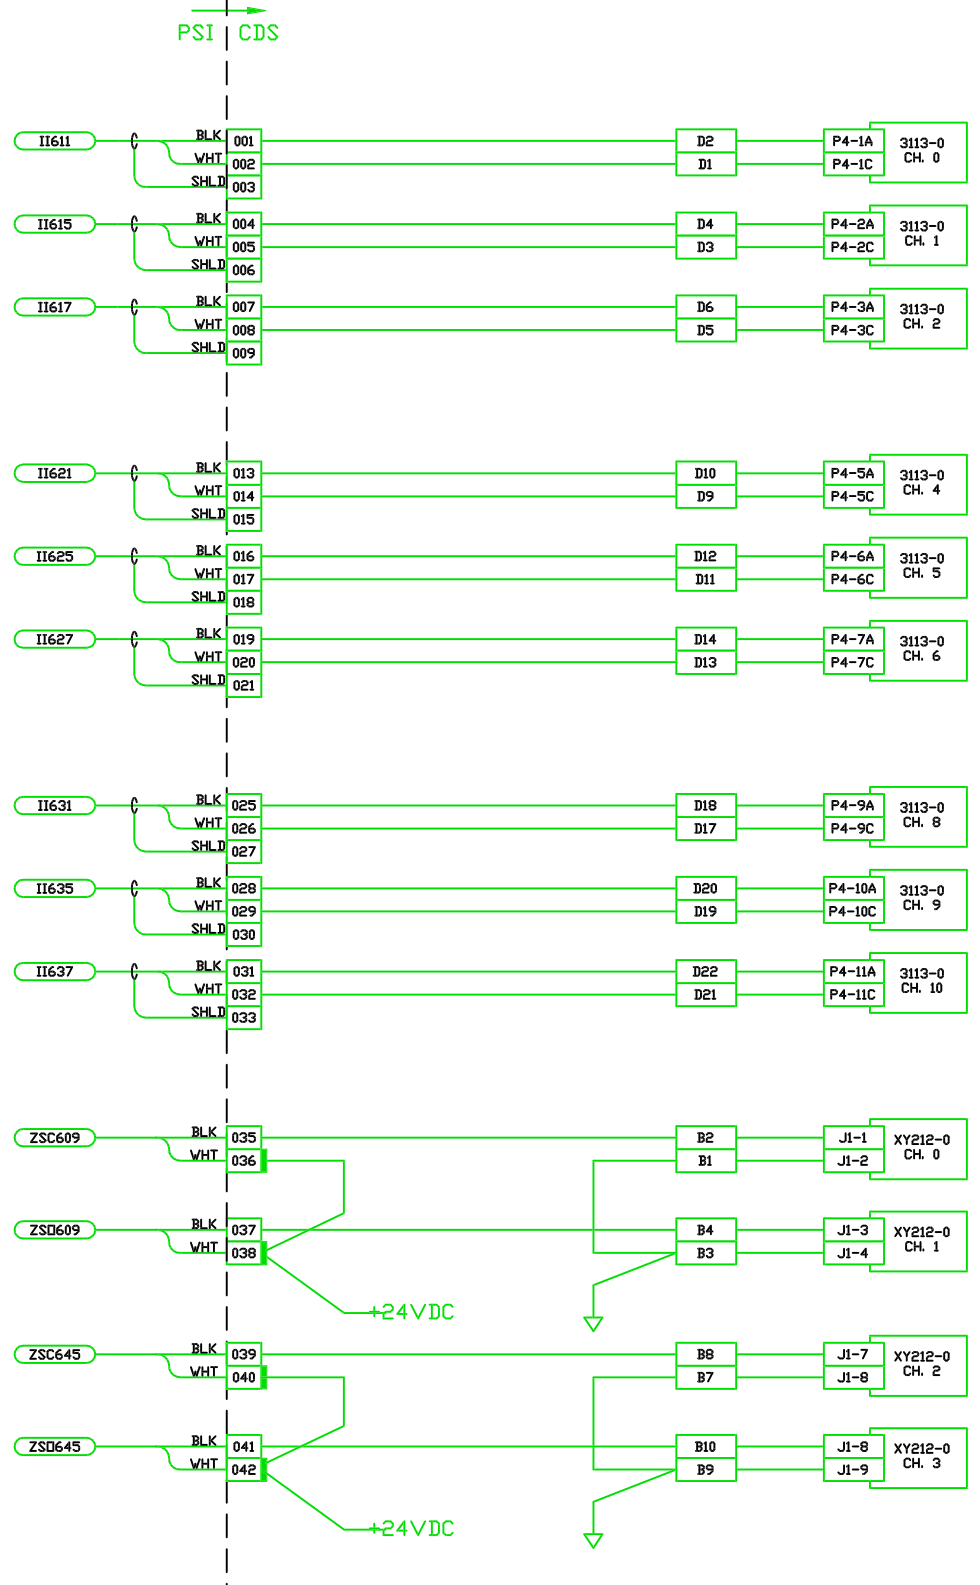 PSI CDS
II611 BLK 001 D2 P4-1A 3113-0
WHT 002 D1 P4-1C CH. 0
SHLD 003
II615 BLK 004 D4 P4-2A 3113-0
WHT 005 D3 P4-2C CH. 1
SHLD 006
II617 BLK 007 D6 P4-3A 3113-0
WHT 008 D5 P4-3C CH. 2
SHLD 009
II621 BLK 013 D10 P4-5A 3113-0
WHT 014 D9 P4-5C CH. 4
SHLD 015
II625 BLK 016 D12 P4-6A 3113-0
WHT 017 D11 P4-6C CH. 5
SHLD 018
II627 BLK 019 D14 P4-7A 3113-0
WHT 020 D13 P4-7C CH. 6
SHLD 021
II631 BLK 025 D18 P4-9A 3113-0
WHT 026 D17 P4-9C CH. 8
SHLD 027
II635 BLK 028 D20 P4-10A 3113-0
WHT 029 D19 P4-10C CH. 9
SHLD 030
II637 BLK 031 D22 P4-11A 3113-0
WHT 032 D21 P4-11C CH. 10
SHLD 033
ZSC609 BLK 035 B2 J1-1 XY212-0
WHT 036 B1 J1-2 CH. 0
ZSO609 BLK 037 B4 J1-3 XY212-0
WHT 038 B3 J1-4 CH. 1
+24VDC
ZSC645 BLK 039 B8 J1-7 XY212-0
WHT 040 B7 J1-8 CH. 2
ZSO645 BLK 041 B10 J1-8 XY212-0
WHT 042 B9 J1-9 CH. 3
+24VDC